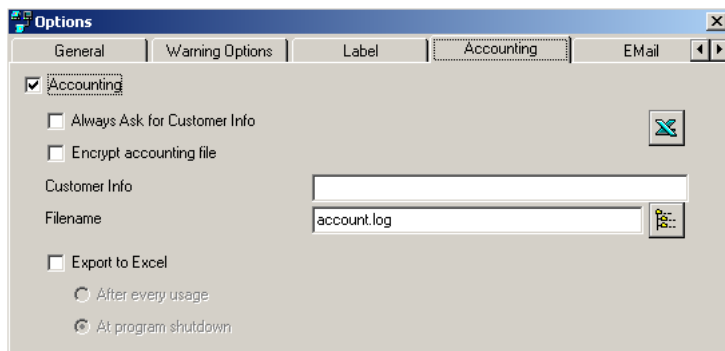 Options
General
Warning Options
Label
Accounting
EMail
Accounting
Always Ask for Customer Info
Encrypt accounting file
Customer Info
Filename
account.log
Export to Excel
After every usage
At program shutdown